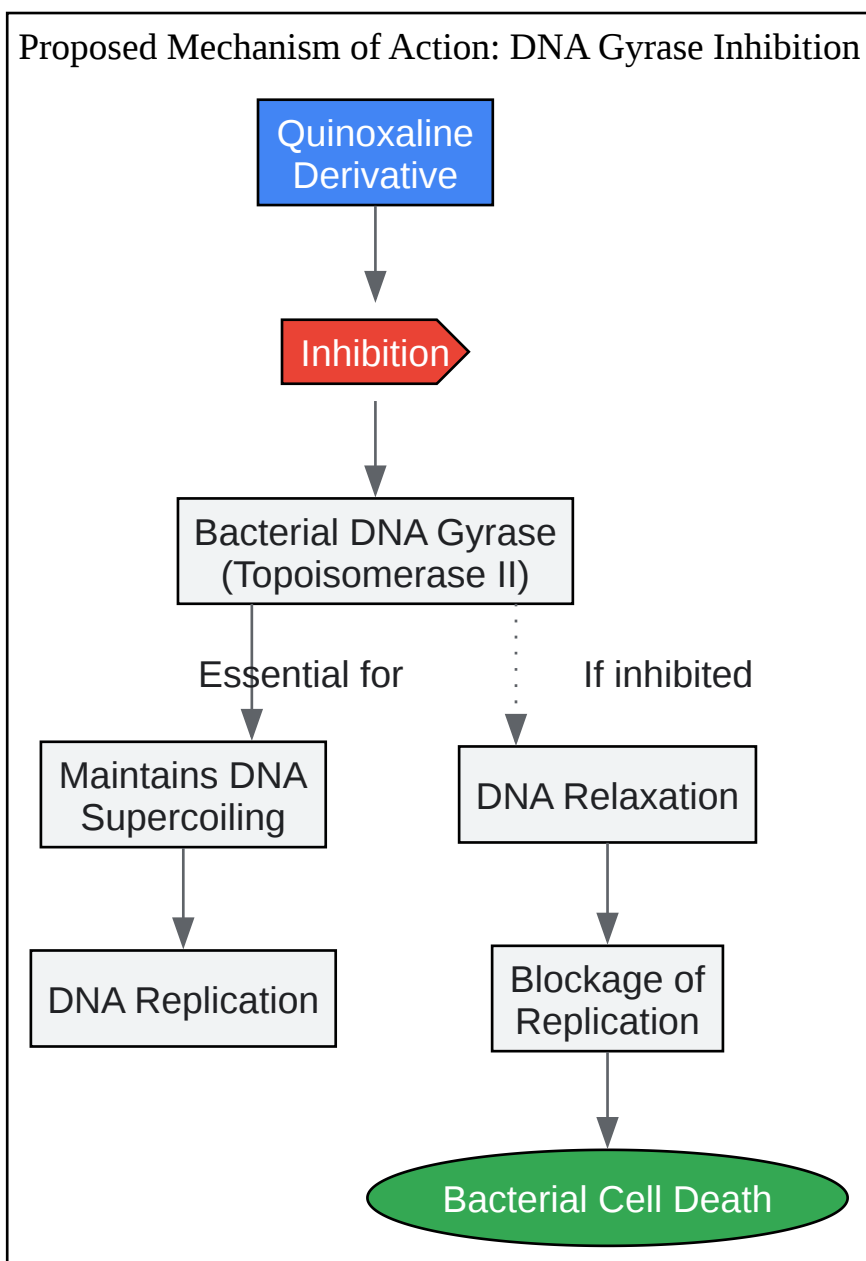 Proposed Mechanism of Action: DNA Gyrase Inhibition
Quinoxaline
Derivative
Inhibition
Bacterial DNA Gyrase
(Topoisomerase II)
Essential for
If inhibited
Maintains DNA
Supercoiling
DNA Relaxation
DNA Replication
Blockage of
Replication
Bacterial Cell Death